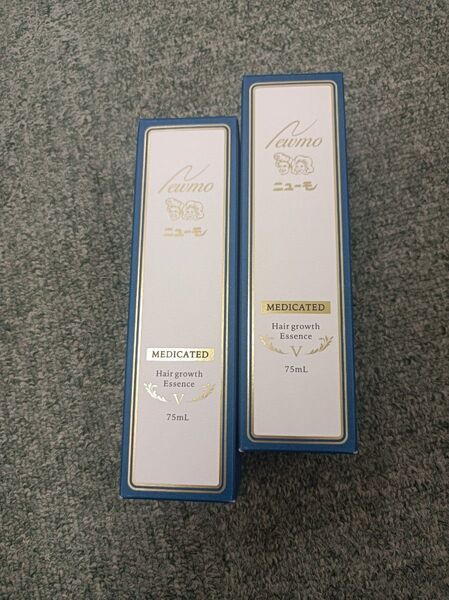 Newmo
ニューモ
MEDICATED
Hair growth
Essence
V
75mL
Newmo
ニューモ
MEDICATED
Hair growth
Essence
V
75mL